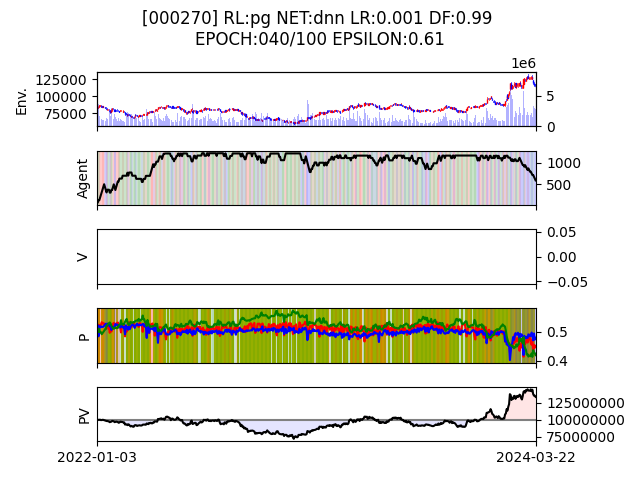 [000270] RL:pg NET:dnn LR:0.001 DF:0.99
EPOCH:040/100 EPSILON:0.61
1e6
Env.
125000
100000
75000
5
0
Agent
1000
500
V
0.05
0.00
−0.05
P
0.5
0.4
PV
125000000
100000000
75000000
2022-01-03
2024-03-22